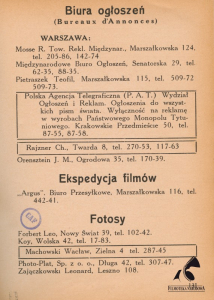 Biura ogłoszeń
(Bureaux d'Annonces)
WARSZAWA:
Mosse R. Tow. Rekl. Międzynar., Marszałkowska 124,
tel. 205-86, 142-74
Międzynarodowe Biuro Ogłoszeń, Senatorska 29, tel.
62-35, 88-35.
Pietraszek Teofil, Marszałkowska 115, tel. 509-72
509-73.
Polska Agencja Telegraficzna (P. A. T.) Wydział
Ogłoszeń i Reklam. Ogłoszenia do wszyst-
kich pism świata. Wyłączność na reklamę
w wyrobach Państwowego Monopolu Tytu-
niowego. Krakowskie Przedmieście 50, tel.
87-55, 87-58.
Rajzner Ch., Twarda 8, tel. 270-53, 117-63
Orensztejn J. M., Ogrodowa 35, tel. 170-39.
Ekspedycja filmów
„Argus", Biuro Przesyłkowe. Marszałkowska 116, tel.
442-41.
Fotosy
Forbert Leo, Nowy Świat 39, tel. 102-42.
Koy, Wolska 42, tel. 17-83.
Machowski Wacław, Zielna 4 tel. 287-45
Photo-Plat, Sp. z o. o., Długa 42, tel. 307-47.
Zajączkowski Leonard, Leszno 108.